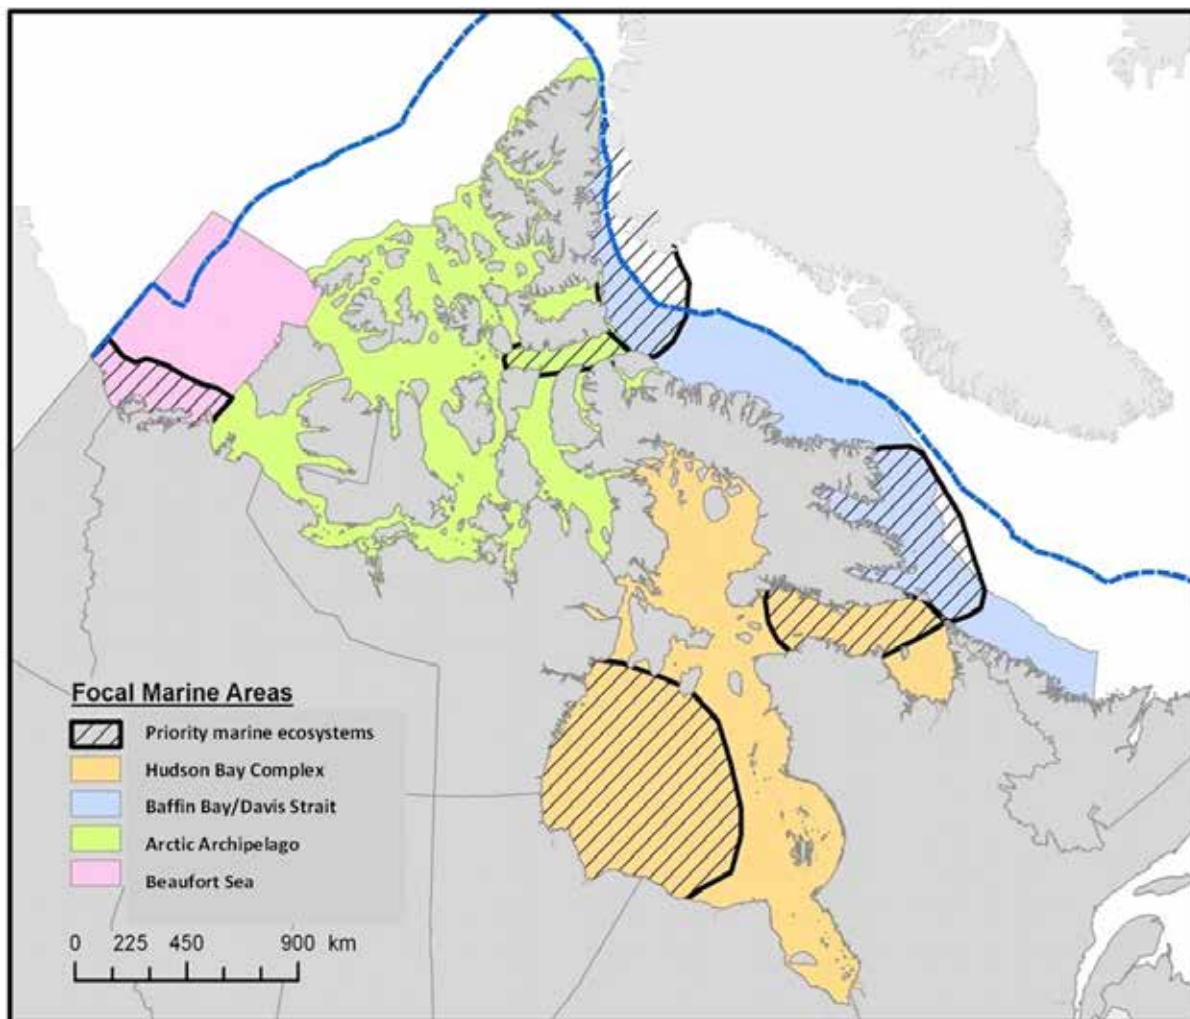 Focal Marine Areas
Priority marine ecosystems
Hudson Bay Complex
Baffin Bay/Davis Strait
Arctic Archipelago
Beaufort Sea
0 225 450 900 km